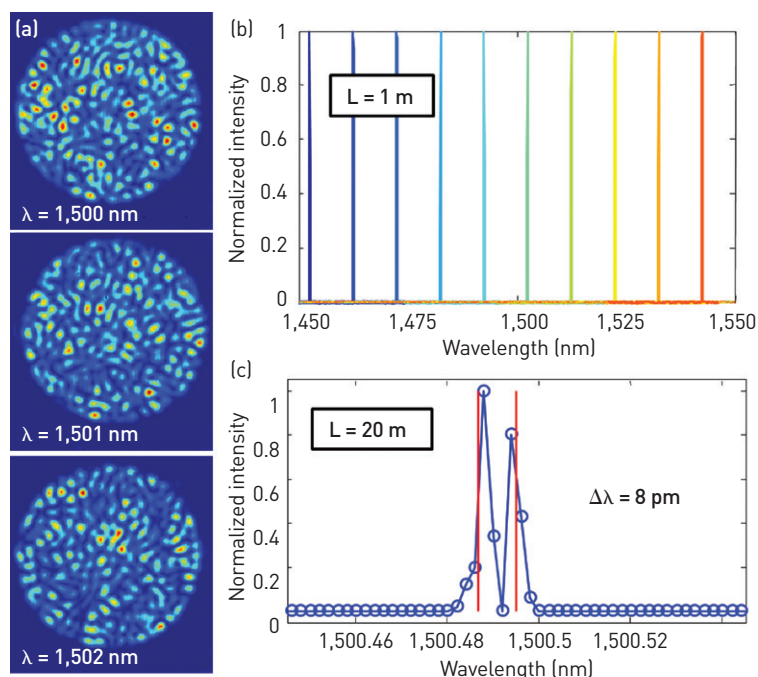 (a)
λ = 1,500 nm
λ = 1,501 nm
λ = 1,502 nm
(b)
Normalized intensity
1
0.8
0.6
0.4
0.2
0
L = 1 m
1,450 1,475 1,500 1,525 1,550
Wavelength (nm)
(c)
Normalized intensity
1
0.8
0.6
0.4
0.2
0
L = 20 m
Δλ = 8 pm
1,500.46 1,500.48 1,500.5 1,500.52
Wavelength (nm)